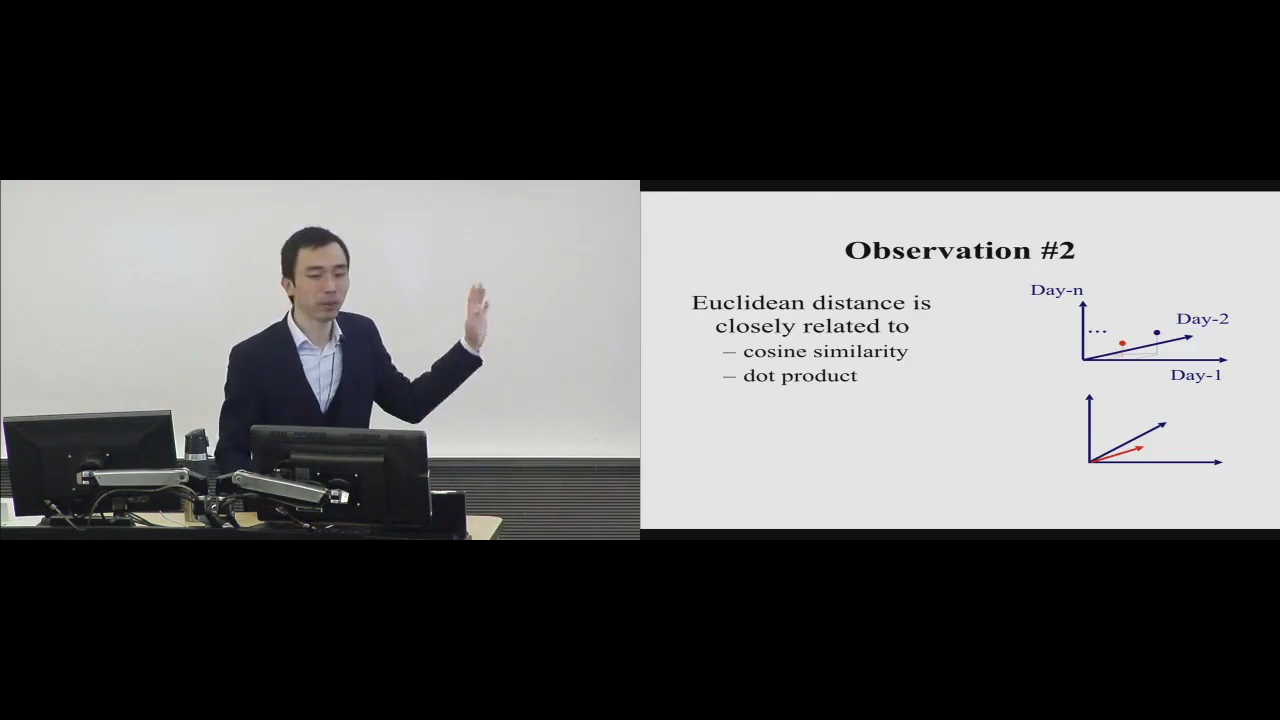 Observation #2
Euclidean distance is
closely related to
– cosine similarity
– dot product
Day-n
...
Day-2
Day-1